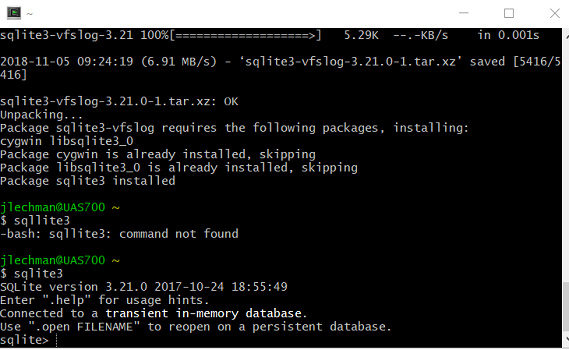 ~
sqlite3-vfslog-3.21 100%[===================>]   5.29K  --.-KB/s    in 0.001s
2018-11-05 09:24:19 (6.91 MB/s) - ‘sqlite3-vfslog-3.21.0-1.tar.xz’ saved [5416/5
416]
sqlite3-vfslog-3.21.0-1.tar.xz: OK
Unpacking...
Package sqlite3-vfslog requires the following packages, installing:
cygwin libsqlite3_0
Package cygwin is already installed, skipping
Package libsqlite3_0 is already installed, skipping
Package sqlite3 installed
jlechman@UAS700 ~
$ sqllite3
-bash: sqllite3: command not found
jlechman@UAS700 ~
$ sqlite3
SQLite version 3.21.0 2017-10-24 18:55:49
Enter ".help" for usage hints.
Connected to a transient in-memory database.
Use ".open FILENAME" to reopen on a persistent database.
sqlite>